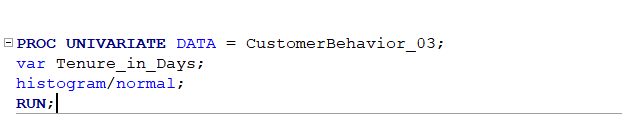 PROC UNIVARIATE DATA = CustomerBehavior_03;
var Tenure_in_Days;
histogram/normal;
RUN;